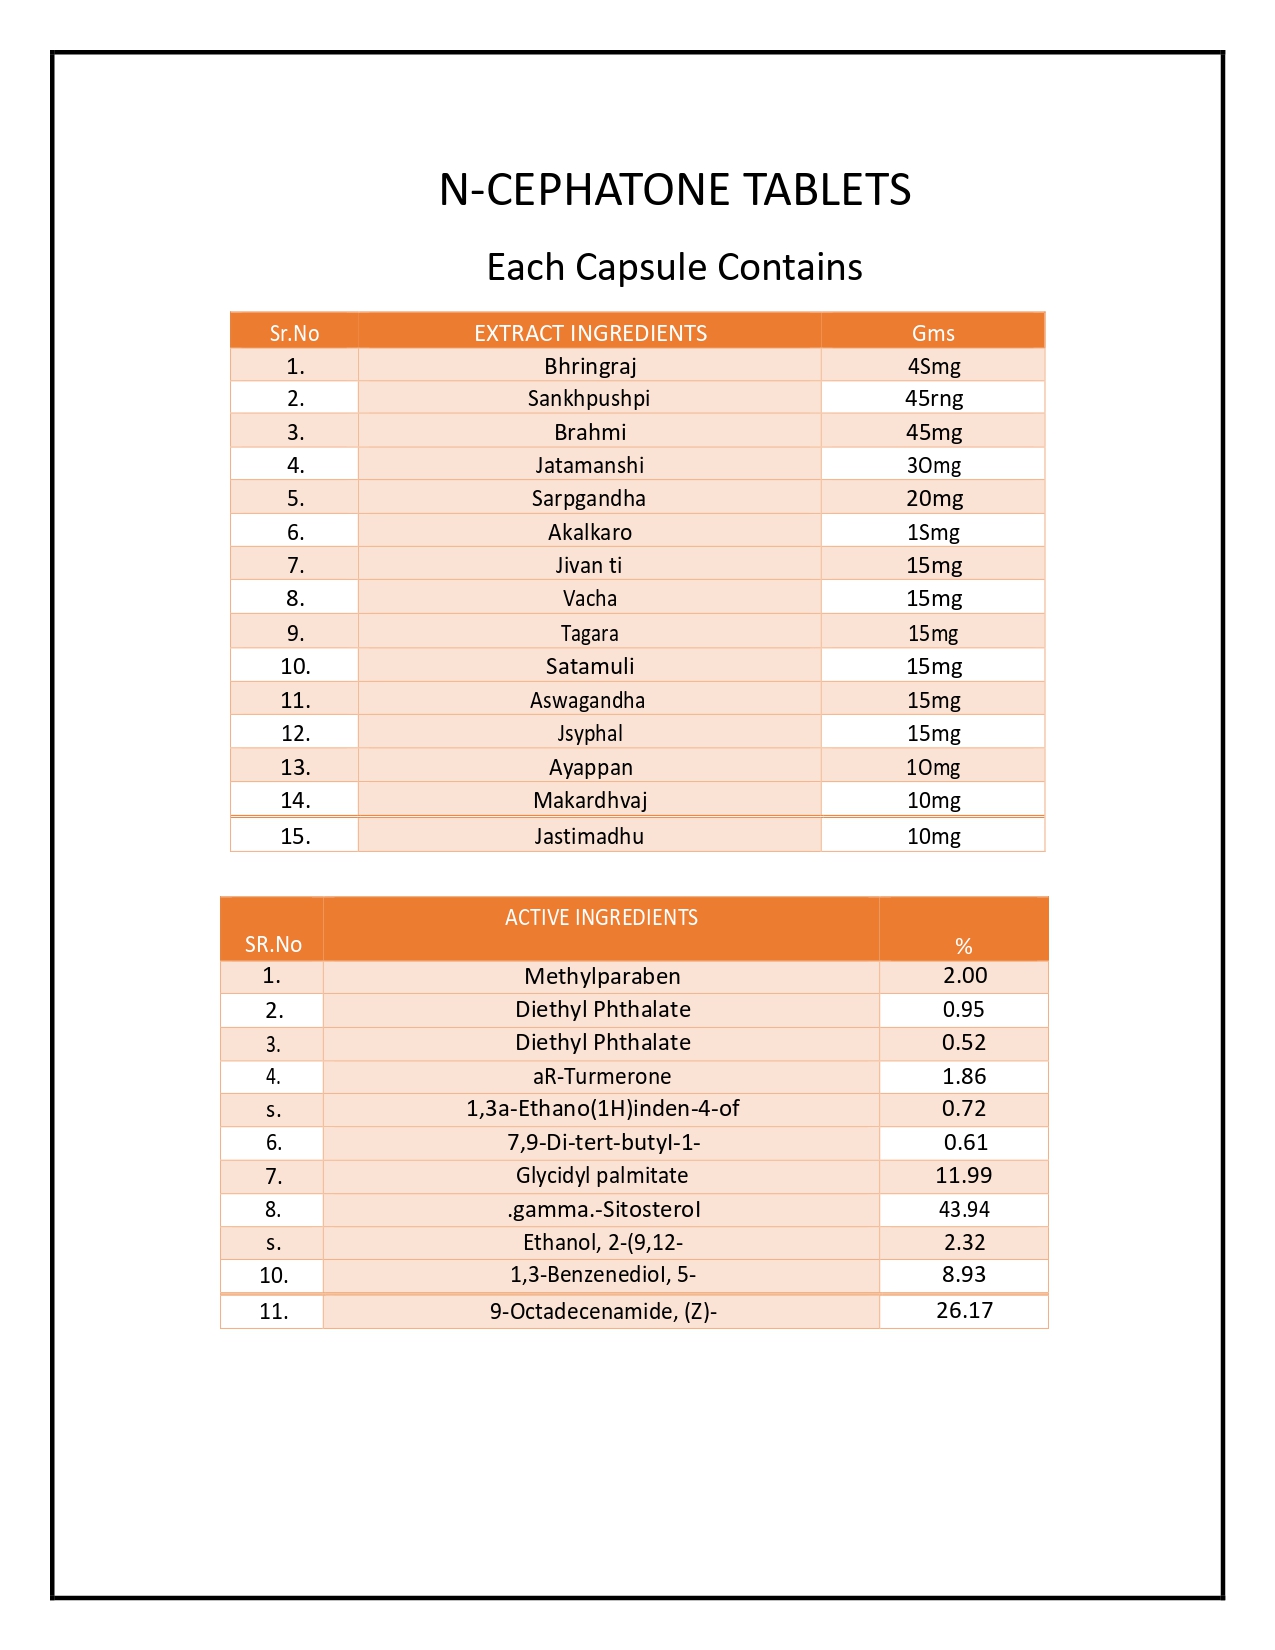 N-CEPHATONE TABLETS
Each Capsule Contains
Sr.No EXTRACT INGREDIENTS Gms
1. Bhringraj 4Smg
2. Sankhpushpi 45rng
3. Brahmi 45mg
4. Jatamanshi 3Omg
5. Sarpgandha 20mg
6. Akalkaro 1Smg
7. Jivan ti 15mg
8. Vacha 15mg
9. Tagara 15mg
10. Satamuli 15mg
11. Aswagandha 15mg
12. Jsyphal 15mg
13. Ayappan 1Omg
14. Makardhvaj 10mg
15. Jastimadhu 10mg
SR.No ACTIVE INGREDIENTS %
1. Methylparaben 2.00
2. Diethyl Phthalate 0.95
3. Diethyl Phthalate 0.52
4. aR-Turmerone 1.86
s. 1,3a-Ethano(1H)inden-4-of 0.72
6. 7,9-Di-tert-butyI-1- 0.61
7. Glycidyl palmitate 11.99
8. .gamma.-SitosteroI 43.94
s. Ethanol, 2-(9,12- 2.32
10. 1,3-BenzenedioI, 5- 8.93
11. 9-Octadecenamide, (Z)- 26.17